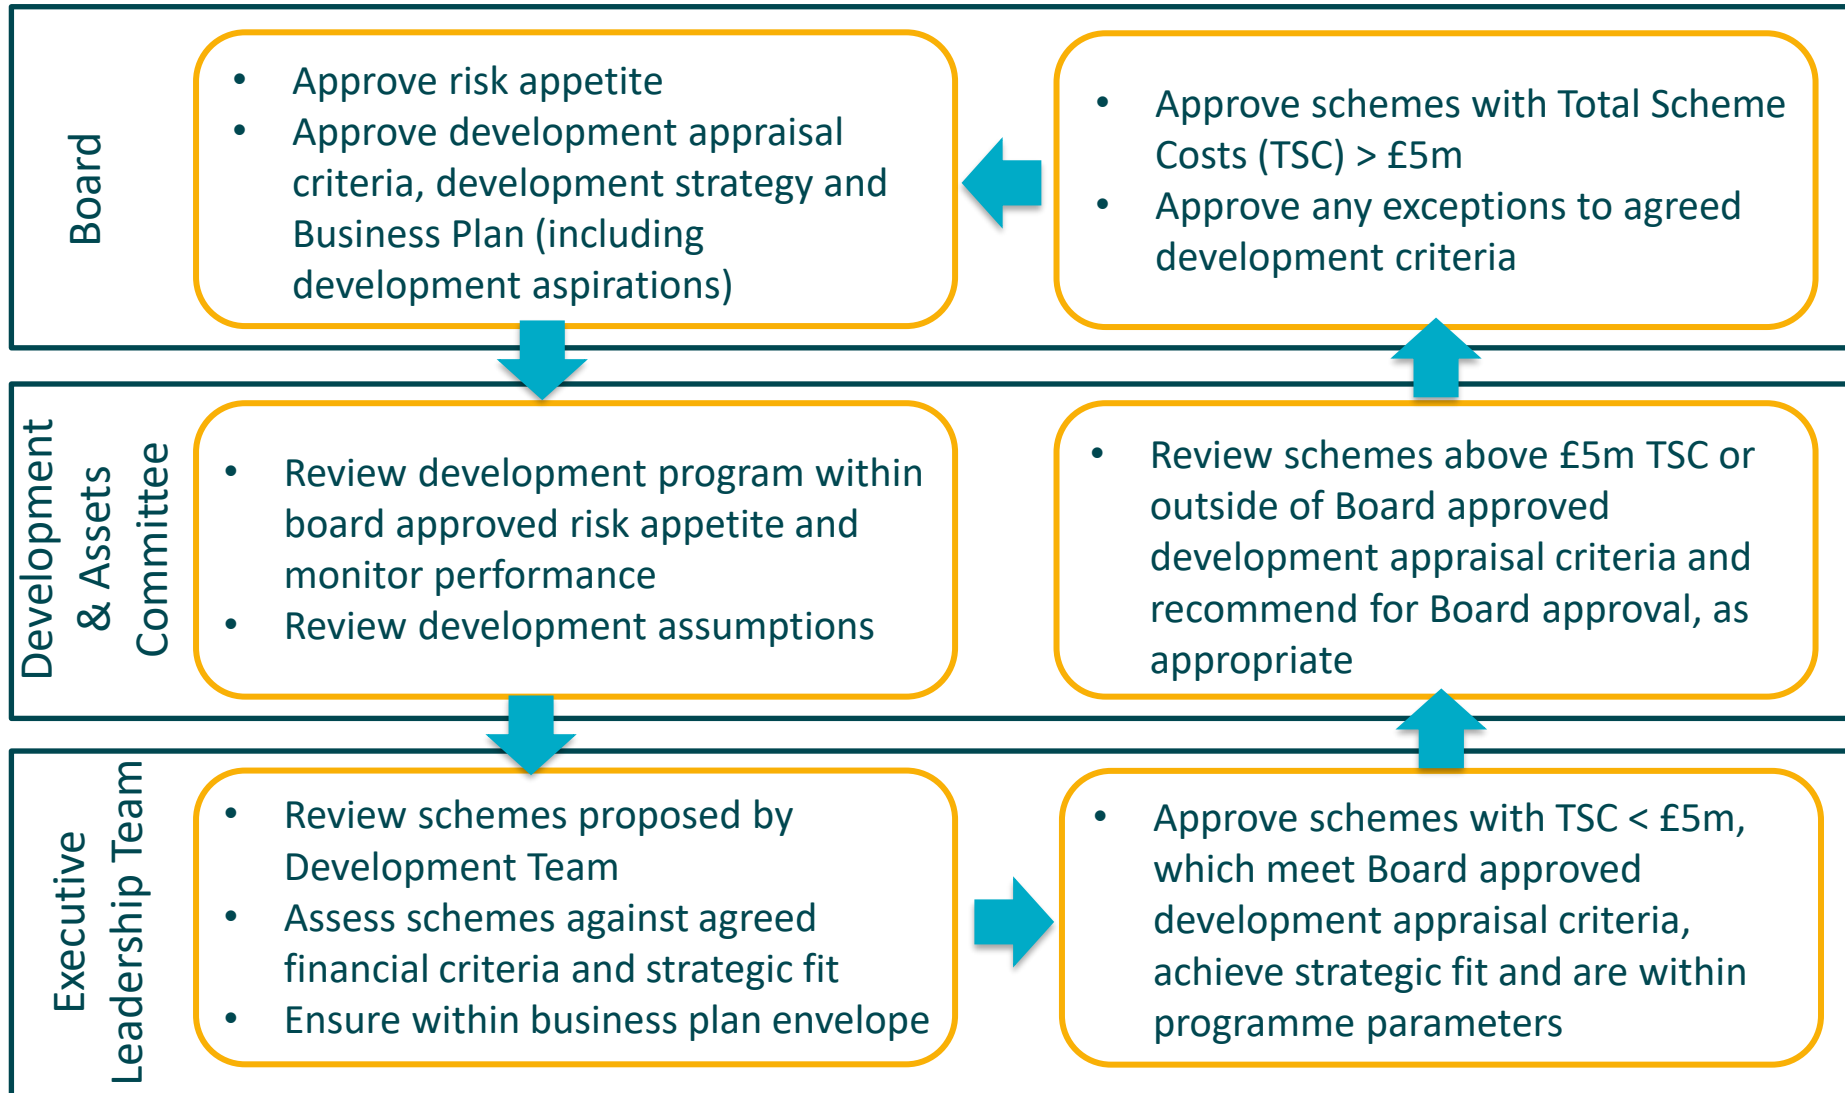 Board
• Approve risk appetite
• Approve development appraisal
criteria, development strategy and
Business Plan (including
development aspirations)
• Approve schemes with Total Scheme
Costs (TSC) > £5m
• Approve any exceptions to agreed
development criteria
Development
& Assets
Committee
• Review development program within
board approved risk appetite and
monitor performance
• Review development assumptions
• Review schemes above £5m TSC or
outside of Board approved
development appraisal criteria and
recommend for Board approval, as
appropriate
Executive
Leadership Team
• Review schemes proposed by
Development Team
• Assess schemes against agreed
financial criteria and strategic fit
• Ensure within business plan envelope
• Approve schemes with TSC < £5m,
which meet Board approved
development appraisal criteria,
achieve strategic fit and are within
programme parameters